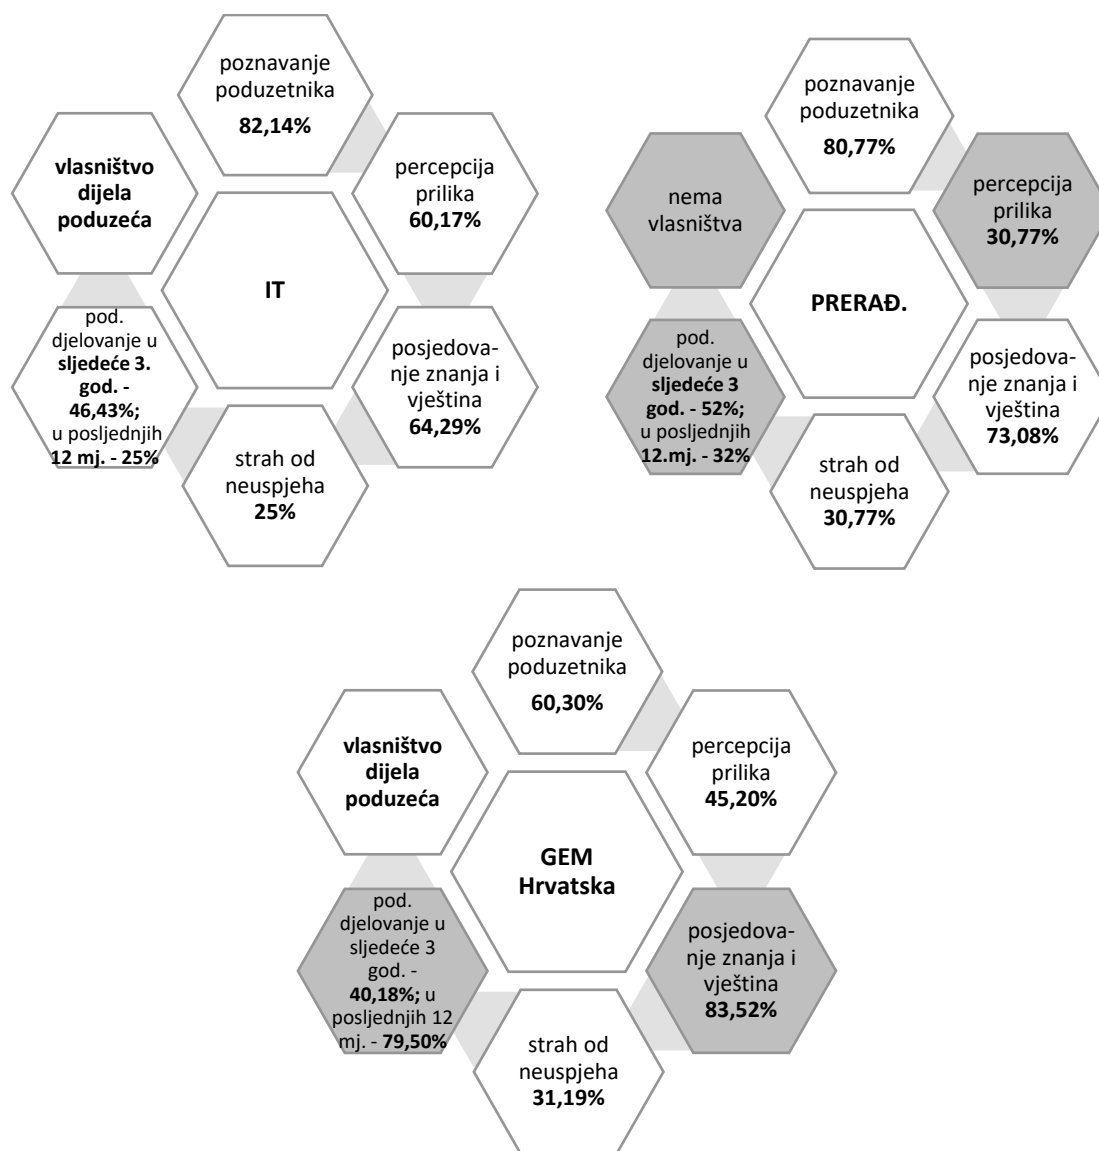 poznavanje
poduzetnika
82,14%
vlasništvo
dijela
poduzeća
percepcija
prilika
60,17%
IT
pod.
djelovanje u
sljedeće 3.
god. -
46,43%;
u posljednjih
12 mj. - 25%
posjedova-
nje znanja i
vještina
64,29%
strah od
neuspjeha
25%
poznavanje
poduzetnika
80,77%
nema
vlasništva
percepcija
prilika
30,77%
PRERAĐ.
pod.
djelovanje u
sljedeće 3
god. - 52%;
u posljednjih
12.mj. - 32%
posjedova-
nje znanja i
vještina
73,08%
strah od
neuspjeha
30,77%
poznavanje
poduzetnika
60,30%
vlasništvo
dijela
poduzeća
percepcija
prilika
45,20%
GEM
Hrvatska
pod.
djelovanje u
sljedeće 3
god. -
40,18%; u
posljednjih 12
mj. - 79,50%
posjedova-
nje znanja i
vještina
83,52%
strah od
neuspjeha
31,19%